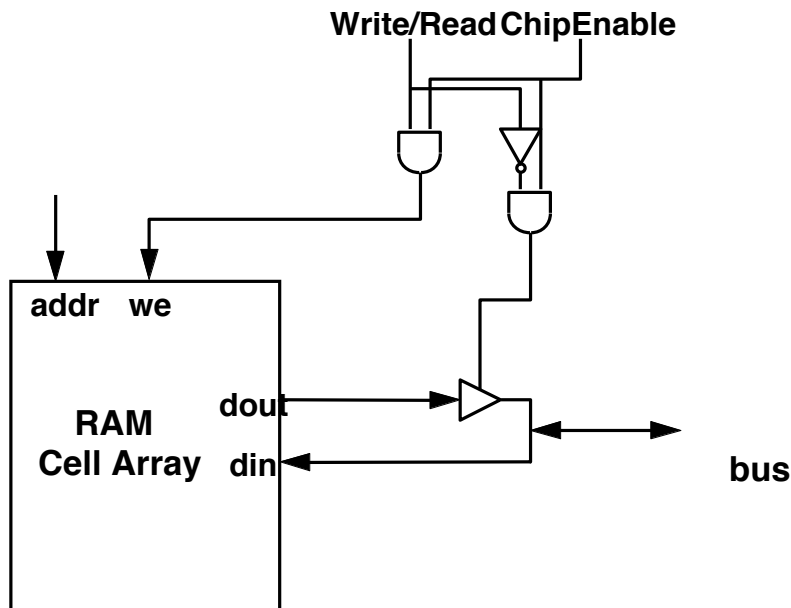 Write/Read ChipEnable
addr we
dout
RAM
Cell Array din
bus